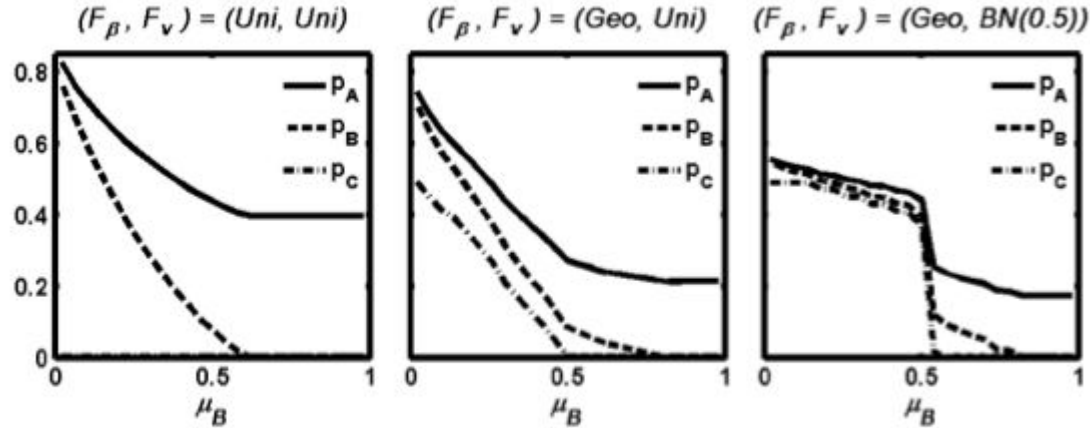 (Fβ , Fv ) = (Uni, Uni)
(Fβ , Fv ) = (Geo, Uni)
(Fβ , Fv ) = (Geo, BN(0.5))
0.8
0.6
0.4
0.2
0
pA
pB
pC
0 0.5 1
μB
pA
pB
pC
0 0.5 1
μB
pA
pB
pC
0 0.5 1
μB